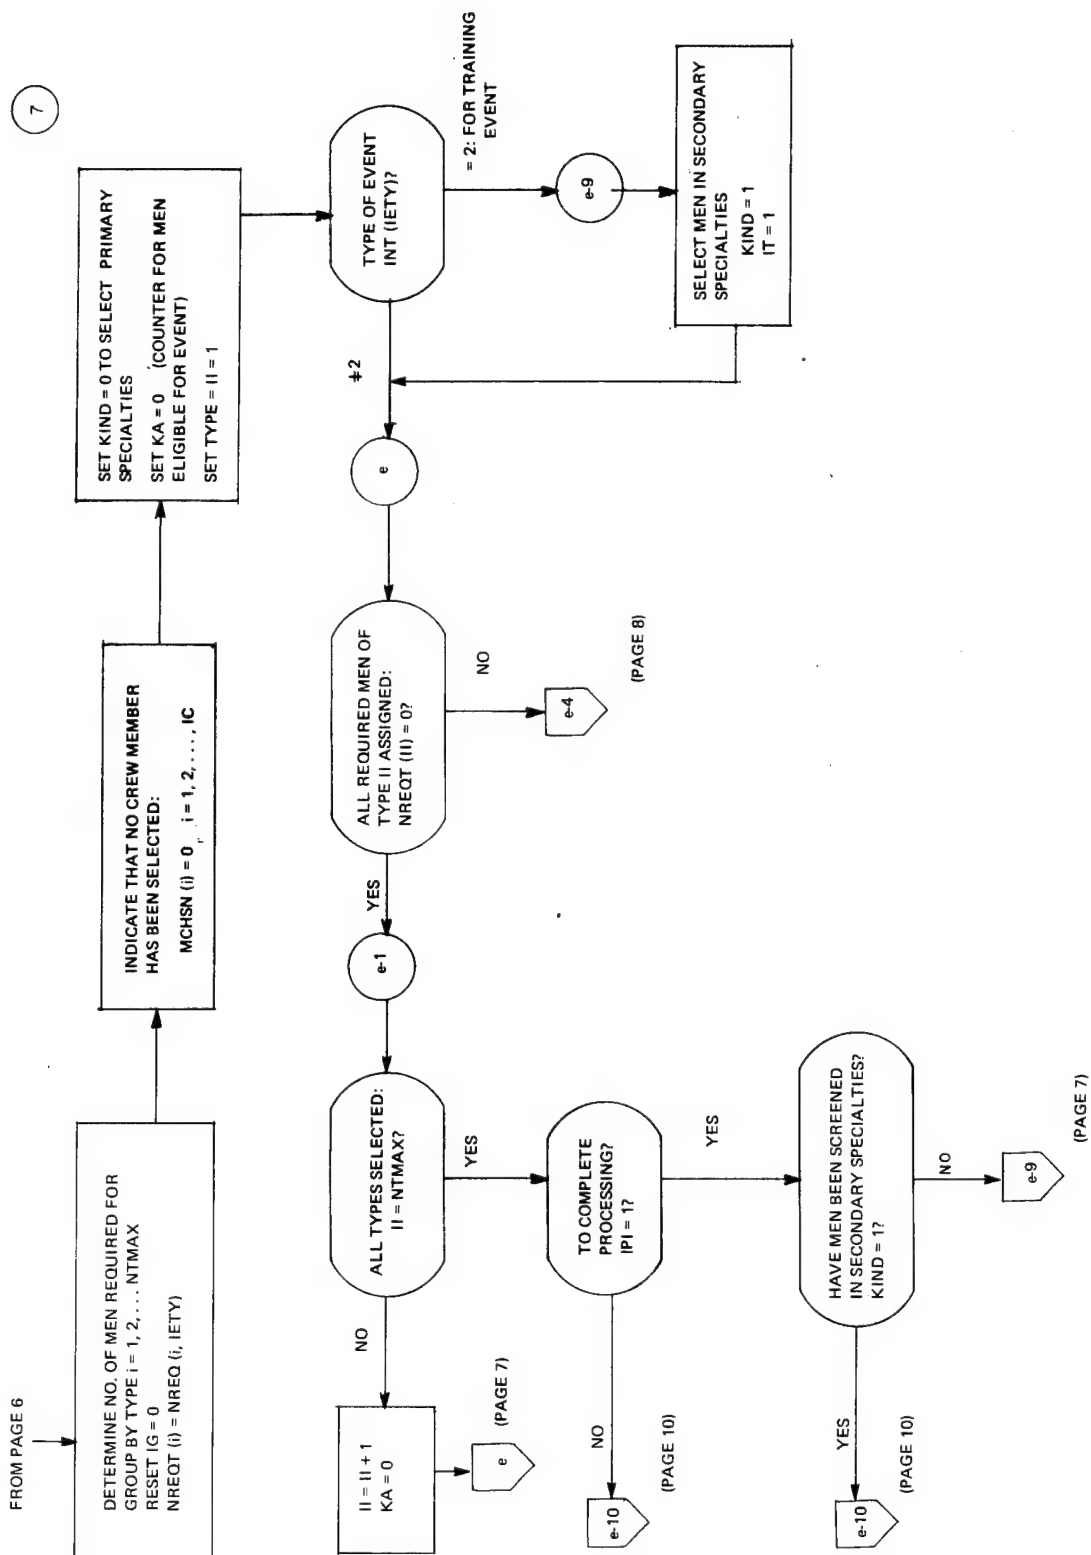 7
FROM PAGE 6
DETERMINE NO. OF MEN REQUIRED FOR
GROUP BY TYPE i = 1, 2, . . . NTMAX
RESET IG = 0
NREQT (i) = NREQ (i, IETY)
INDICATE THAT NO CREW MEMBER
HAS BEEN SELECTED:
MCHSN (i) = 0, i = 1, 2, . . . , IC
SET KIND = 0 TO SELECT PRIMARY
SPECIALTIES
SET KA = 0 (COUNTER FOR MEN
ELIGIBLE FOR EVENT)
SET TYPE = II = 1
TYPE OF EVENT
INT (IETY)?
= 2: FOR TRAINING
EVENT
e-9
SELECT MEN IN SECONDARY
SPECIALTIES
KIND = 1
IT = 1
≠2
e
ALL REQUIRED MEN OF
TYPE II ASSIGNED:
NREQT (II) = 0?
NO
e-4
(PAGE 8)
YES
e-1
ALL TYPES SELECTED:
II = NTMAX?
NO
II = II + 1
KA = 0
e
(PAGE 7)
YES
TO COMPLETE
PROCESSING?
IPI = 1?
NO
e-10
(PAGE 10)
YES
HAVE MEN BEEN SCREENED
IN SECONDARY SPECIALTIES?
KIND = 1?
YES
e-10
(PAGE 10)
NO
e-9
(PAGE 7)